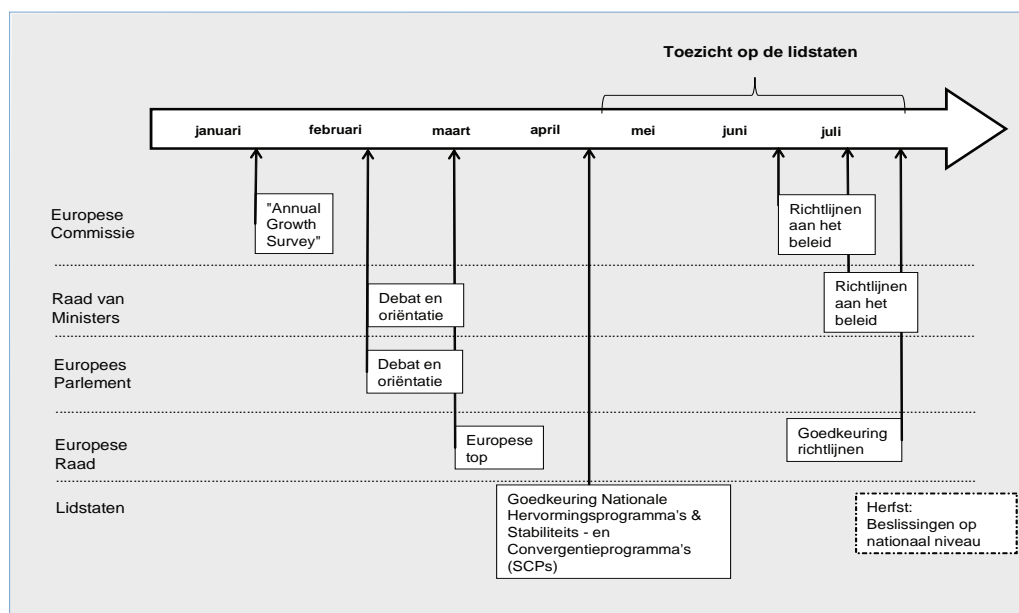 Toezicht op de lidstaten
januari februari maart april mei juni juli
Europese
Commissie
"Annual
Growth
Survey"
Richtlijnen
aan het
beleid
Raad van
Ministers
Debat en
oriëntatie
Richtlijnen
aan het
beleid
Europees
Parlement
Debat en
oriëntatie
Europese
Raad
Europese
top
Goedkeuring
richtlijnen
Lidstaten
Goedkeuring Nationale
Hervormingsprogramma's &
Stabiliteits - en
Convergentieprogramma's
(SCPs)
Herfst:
Beslissingen op
nationaal niveau